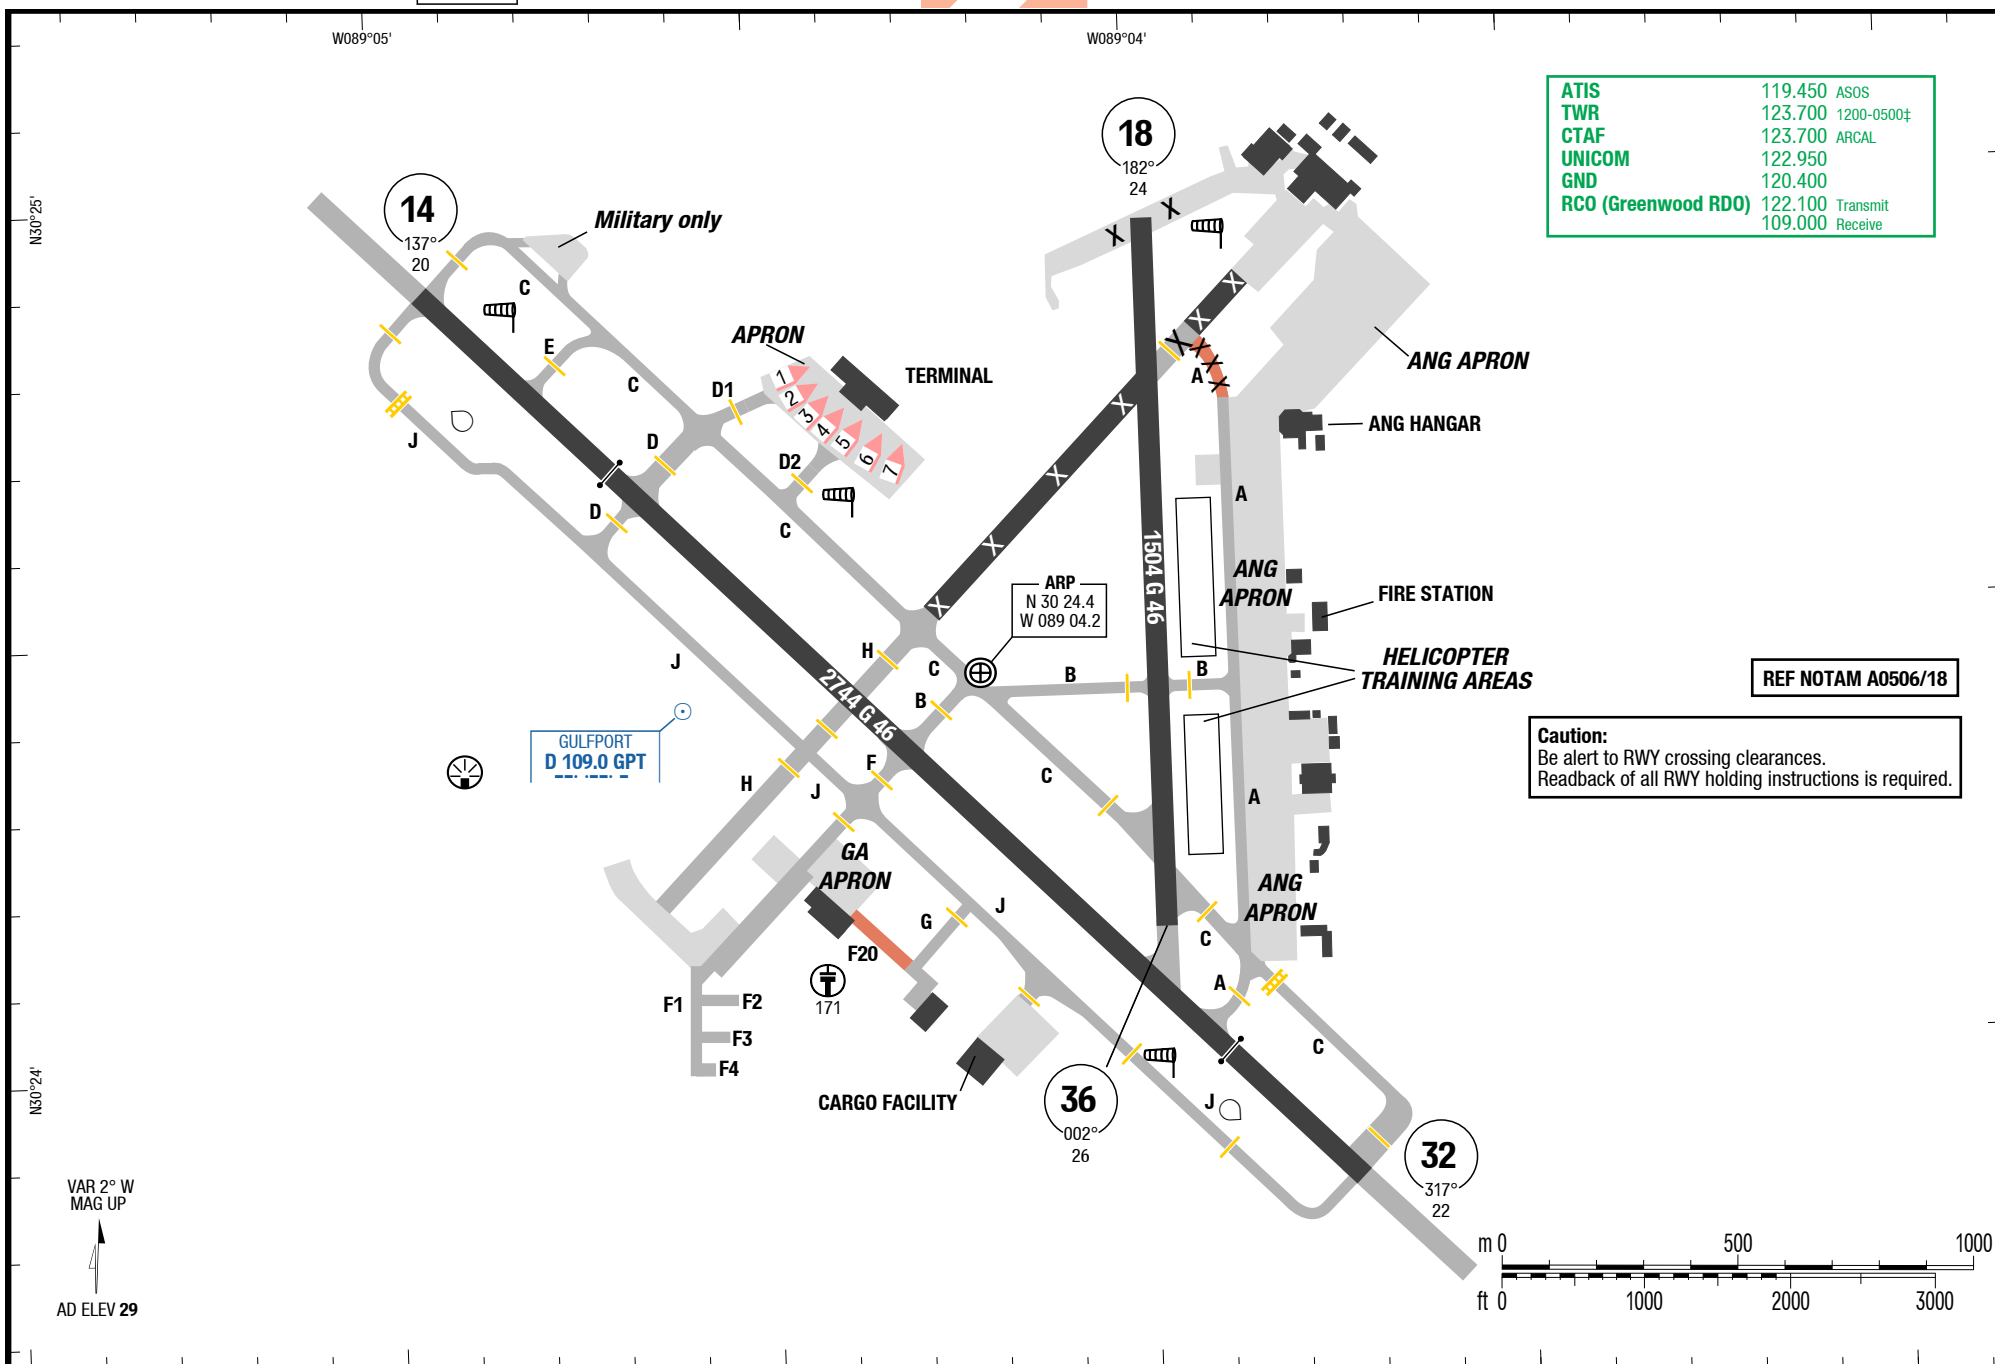 W089°05'
W089°04'
N30°25'
N30°24'
ATIS 119.450 ASOS
TWR 123.700 1200-0500‡
CTAF 123.700 ARCAL
UNICOM 122.950
GND 120.400
RCO (Greenwood RDO) 122.100 Transmit
109.000 Receive
18
182°
24
14
137°
20
Military only
C
E
C
APRON
TERMINAL
D1
1
2
3
4
5
6
7
D
D2
D
C
J
A
ANG APRON
ANG HANGAR
A
1504 G 46
ANG
APRON
FIRE STATION
ARP
N 30 24.4
W 089 04.2
HELICOPTER
TRAINING AREAS
H
C
B
B
B
J
2744 G 46
REF NOTAM A0506/18
Caution:
Be alert to RWY crossing clearances.
Readback of all RWY holding instructions is required.
GULFPORT
D 109.0 GPT
F
H
J
C
A
GA
APRON
ANG
APRON
G
J
C
F20
A
171
F1
F2
F3
F4
C
CARGO FACILITY
36
002°
26
J
32
317°
22
VAR 2° W
MAG UP
AD ELEV 29
m 0 500 1000
ft 0 1000 2000 3000